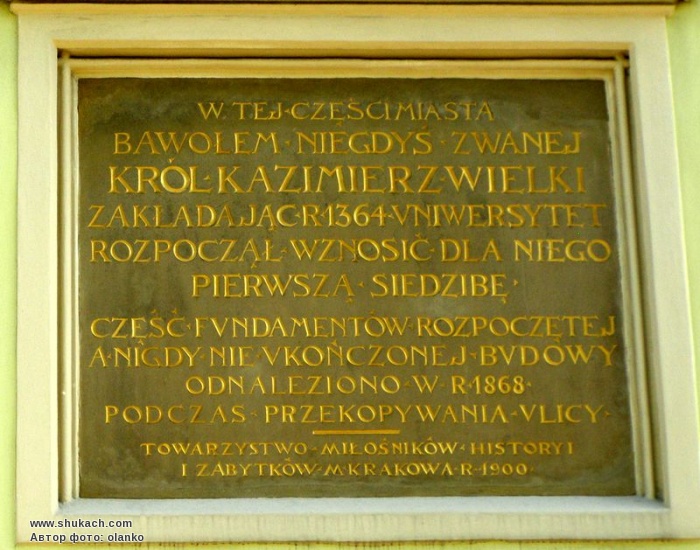 W·TEJ·CZĘŚCI MIASTA
BAWOŁEM·NIEGDYŚ·ZWANEJ
KRÓL·KAZIMIERZ·WIELKI
ZAKŁADAJĄC·R·1364·VNIWERSYTET
ROZPOCZĄŁ·WZNOSIĆ·DLA NIEGO
PIERWSZĄ·SIEDZIBĘ·
CZĘŚĆ·FVNDAMENTÓW·ROZPOCZĘTEJ
A·NIGDY·NIE·VKOŃCZONEJ·BVDOWY
ODNALEZIONO·W·R·1868·
PODCZAS·PRZEKOPYWANIA·VLICY·
TOWARZYSTWO·MIŁOŚNIKÓW·HISTORYI
I ZABYTKÓW·M·KRAKOWA·R·1900·
www.shukach.com
Автор фото: olanko